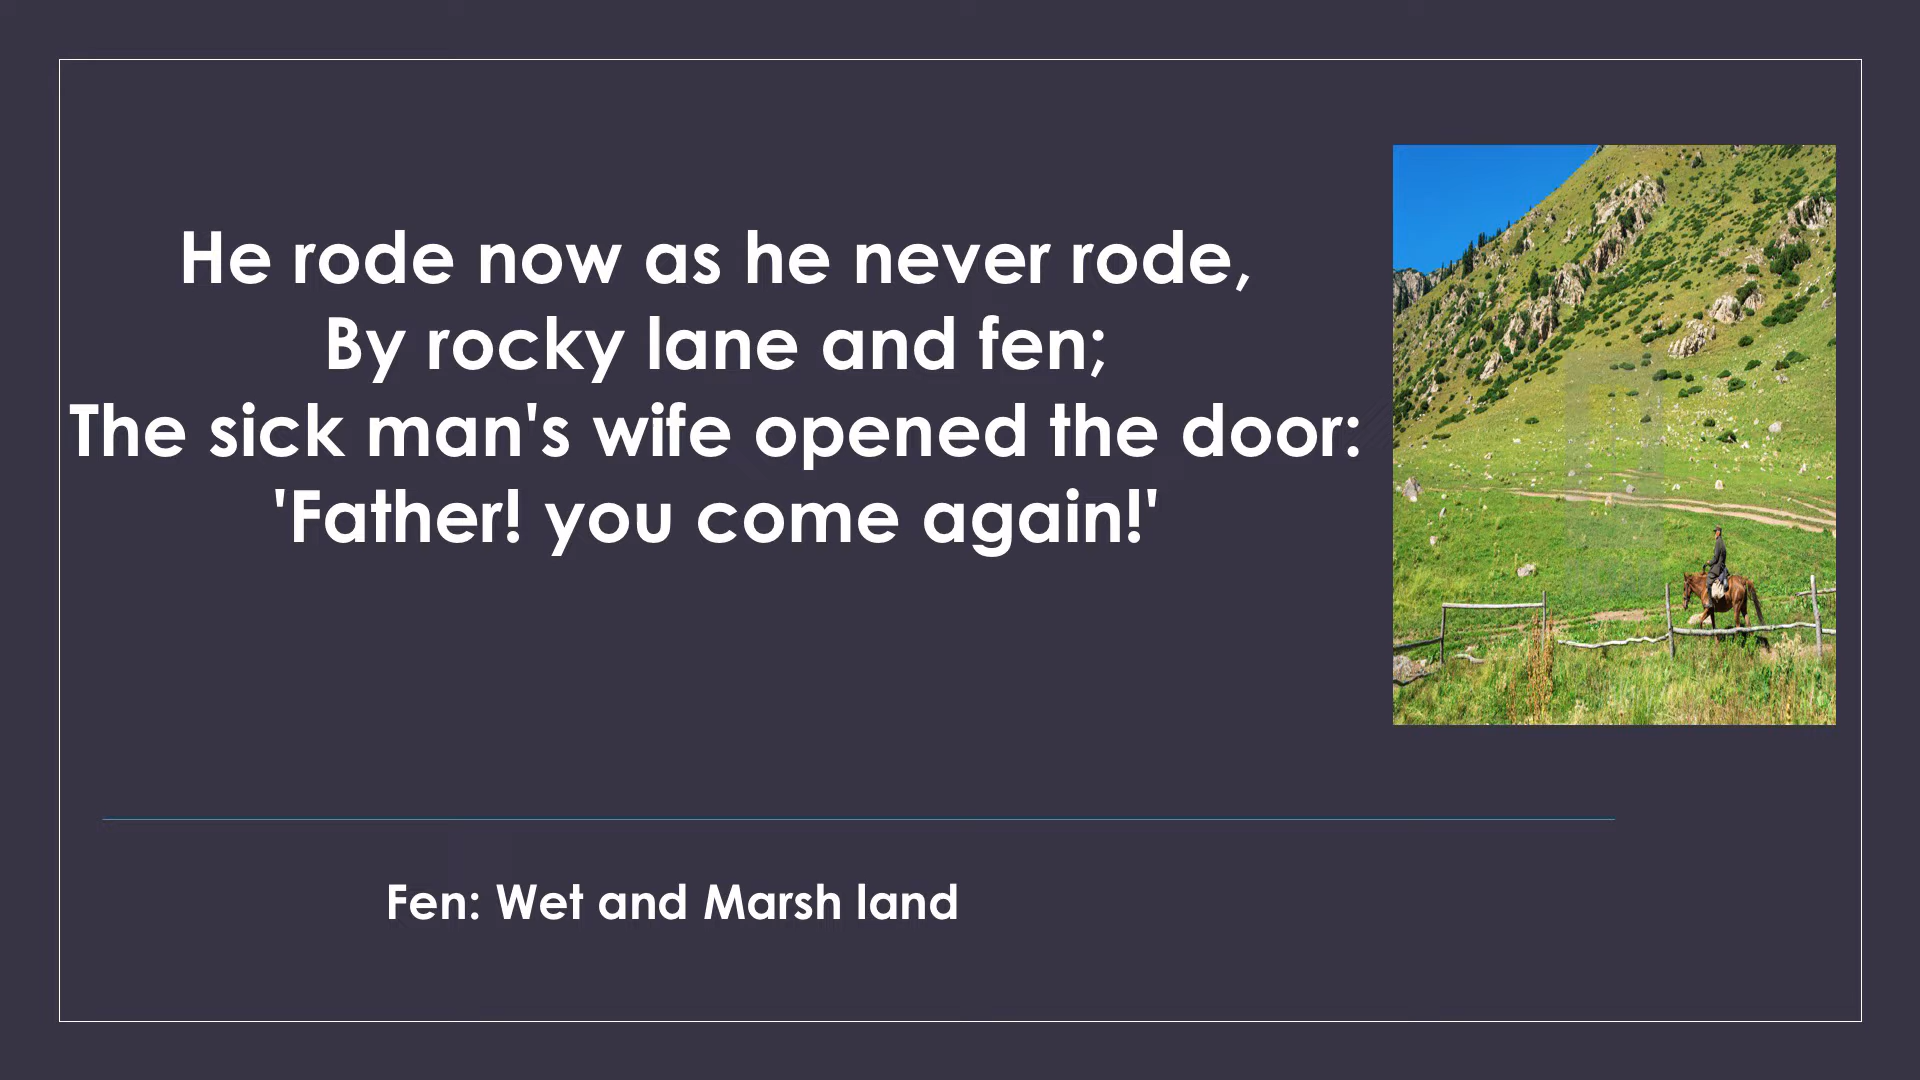 He rode now as he never rode,
By rocky lane and fen;
The sick man's wife opened the door:
'Father! you come again!'
Fen: Wet and Marsh land